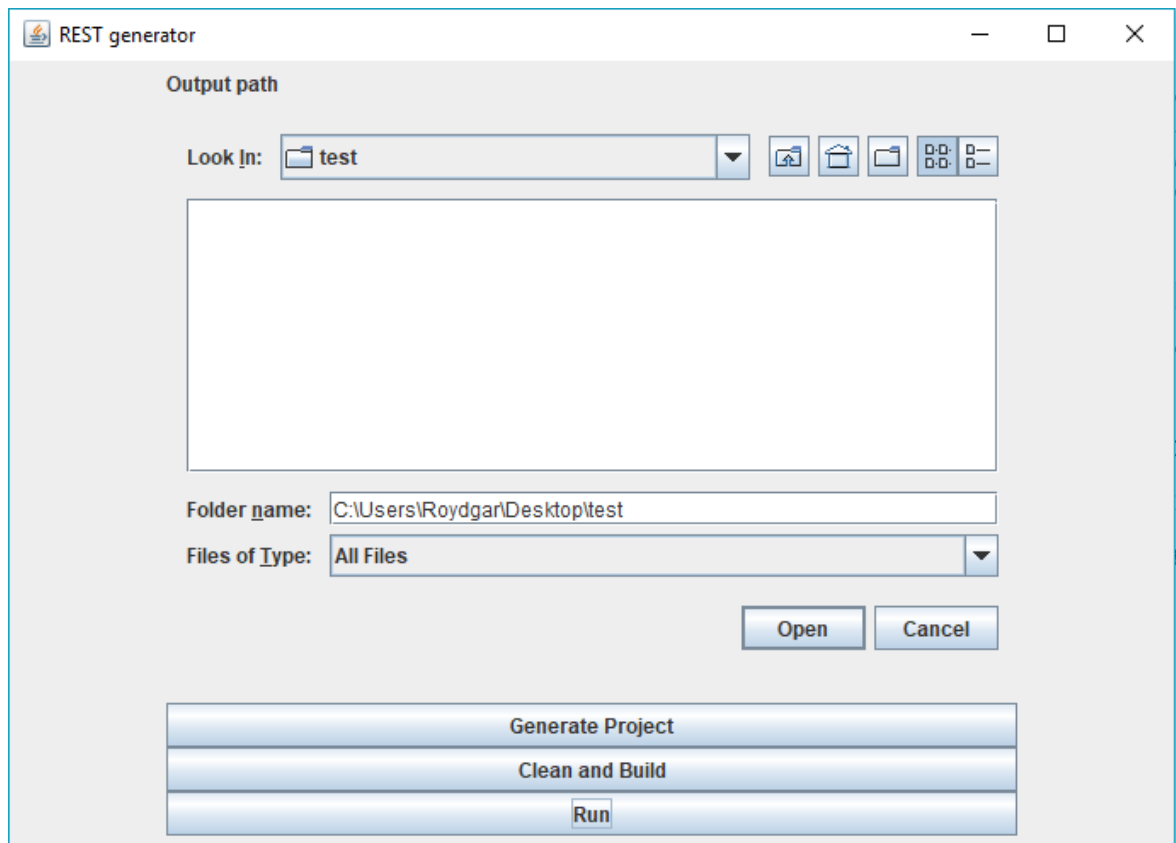 REST generator
Output path
Look In: test
Folder name: C:\Users\Roydgar\Desktop\test
Files of Type: All Files
Open Cancel
Generate Project
Clean and Build
Run